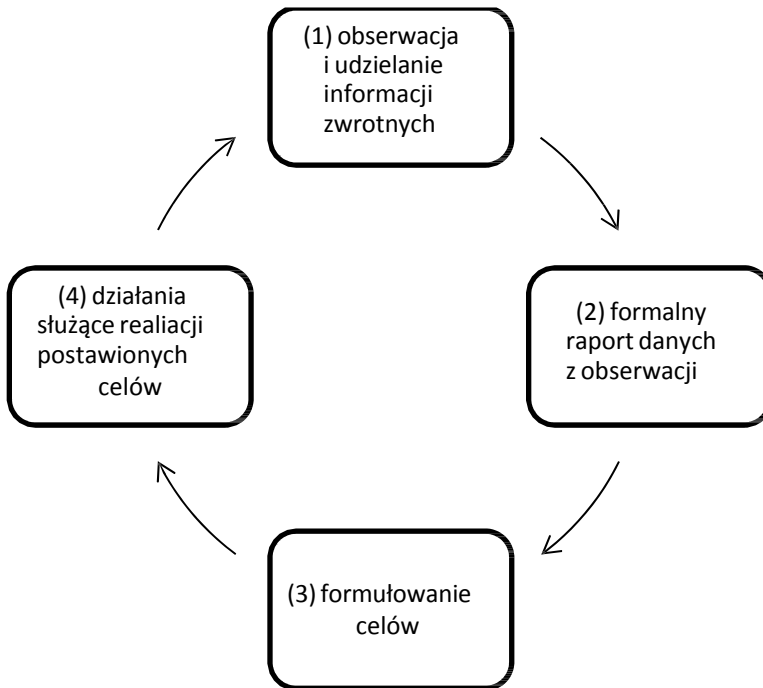 (1) obserwacja
i udzielanie
informacji
zwrotnych
(2) formalny
raport danych
z obserwacji
(3) formułowanie
celów
(4) działania
służące realiacji
postawionych
celów